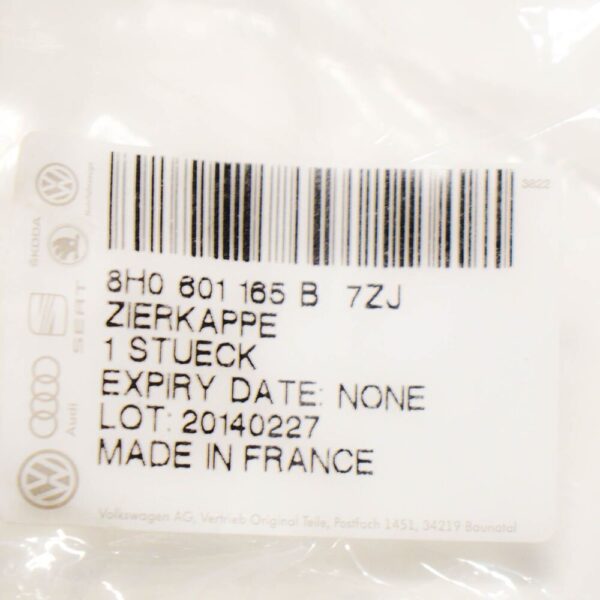 3822
8H0 601 165 B 7ZJ
ZIERKAPPE
1 STUECK
EXPIRY DATE: NONE
LOT: 20140227
MADE IN FRANCE
Volkswagen AG, Vertrieb Original Teile, Postfach 1451, 34219 Baunatal
ŠKODA
SEAT
Audi